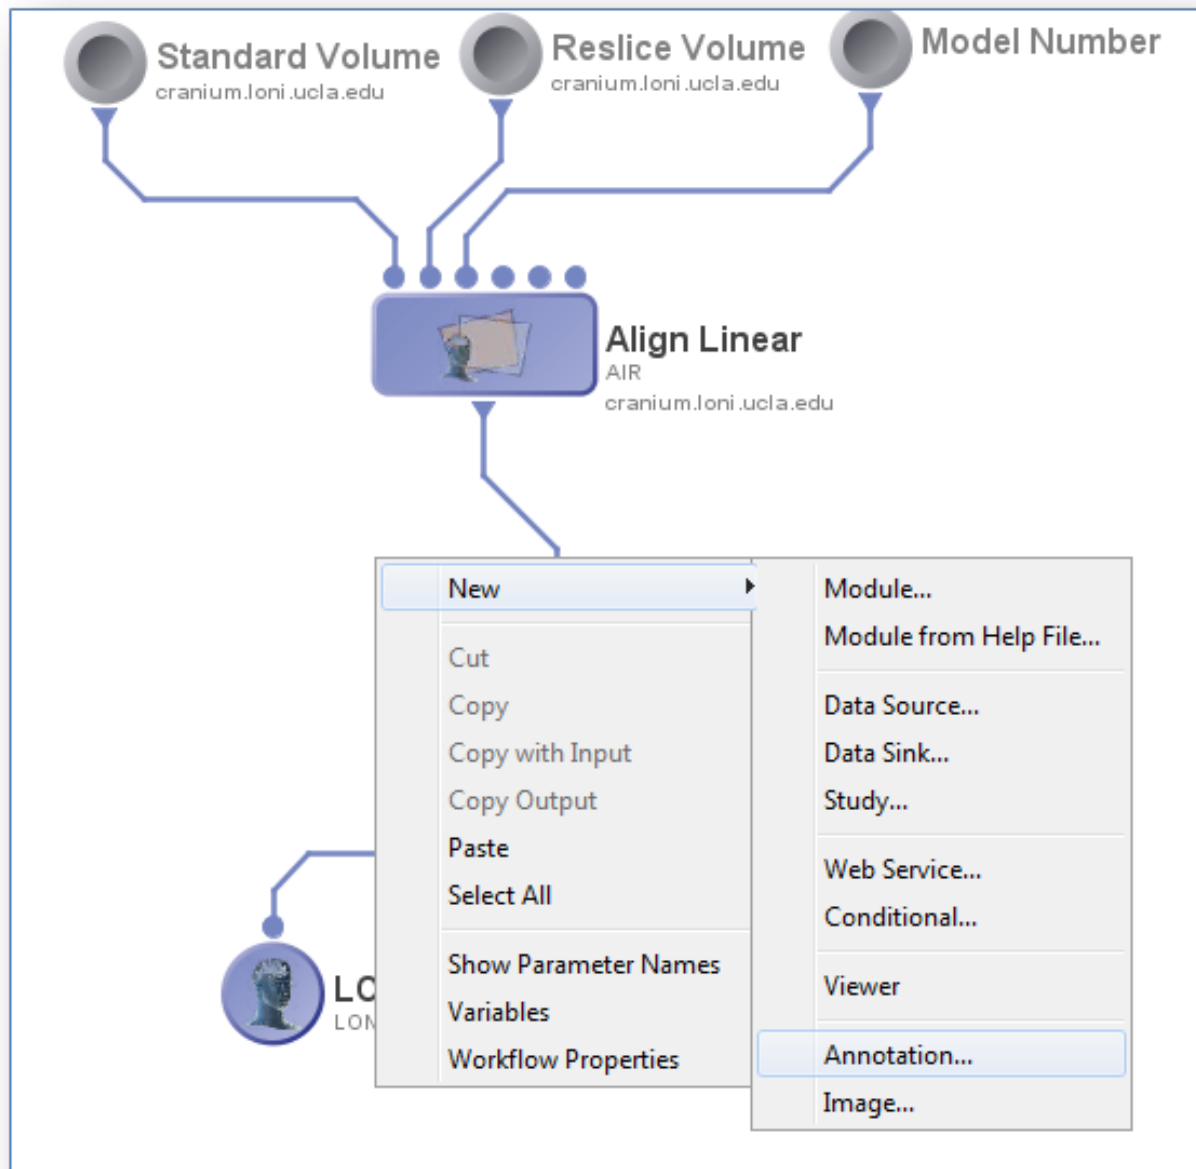 Standard Volume
cranium.loni.ucla.edu
Reslice Volume
cranium.loni.ucla.edu
Model Number
Align Linear
AIR
cranium.loni.ucla.edu
New
Cut
Copy
Copy with Input
Copy Output
Paste
Select All
Show Parameter Names
Variables
Workflow Properties
Module...
Module from Help File...
Data Source...
Data Sink...
Study...
Web Service...
Conditional...
Viewer
Annotation...
Image...